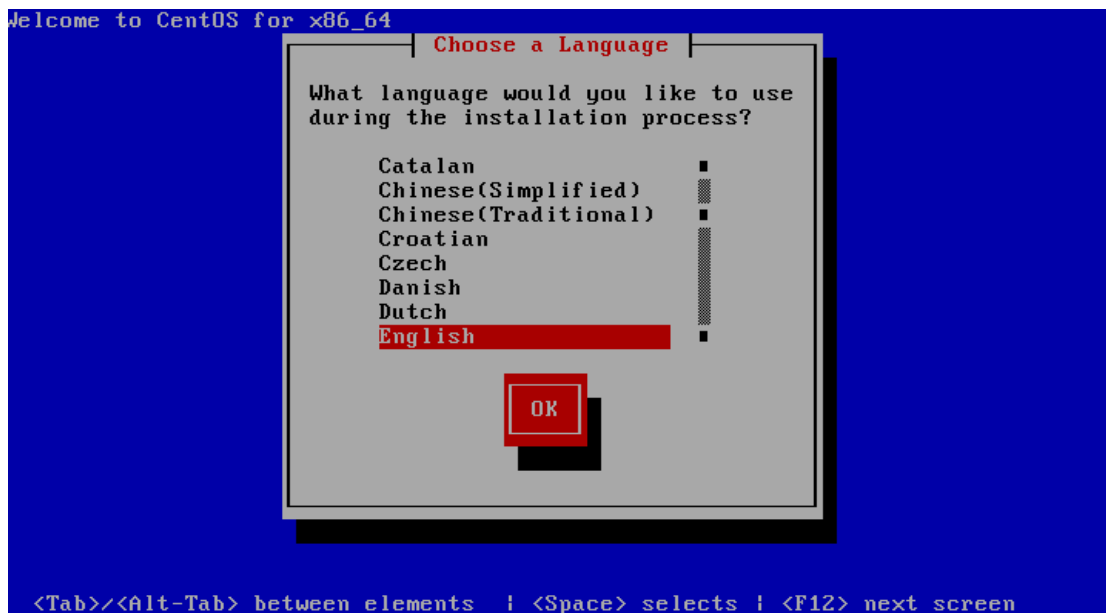 Welcome to CentOS for x86_64
Choose a Language
What language would you like to use
during the installation process?
Catalan
Chinese(Simplified)
Chinese(Traditional)
Croatian
Czech
Danish
Dutch
English
OK
<Tab>/<Alt-Tab> between elements | <Space> selects | <F12> next screen